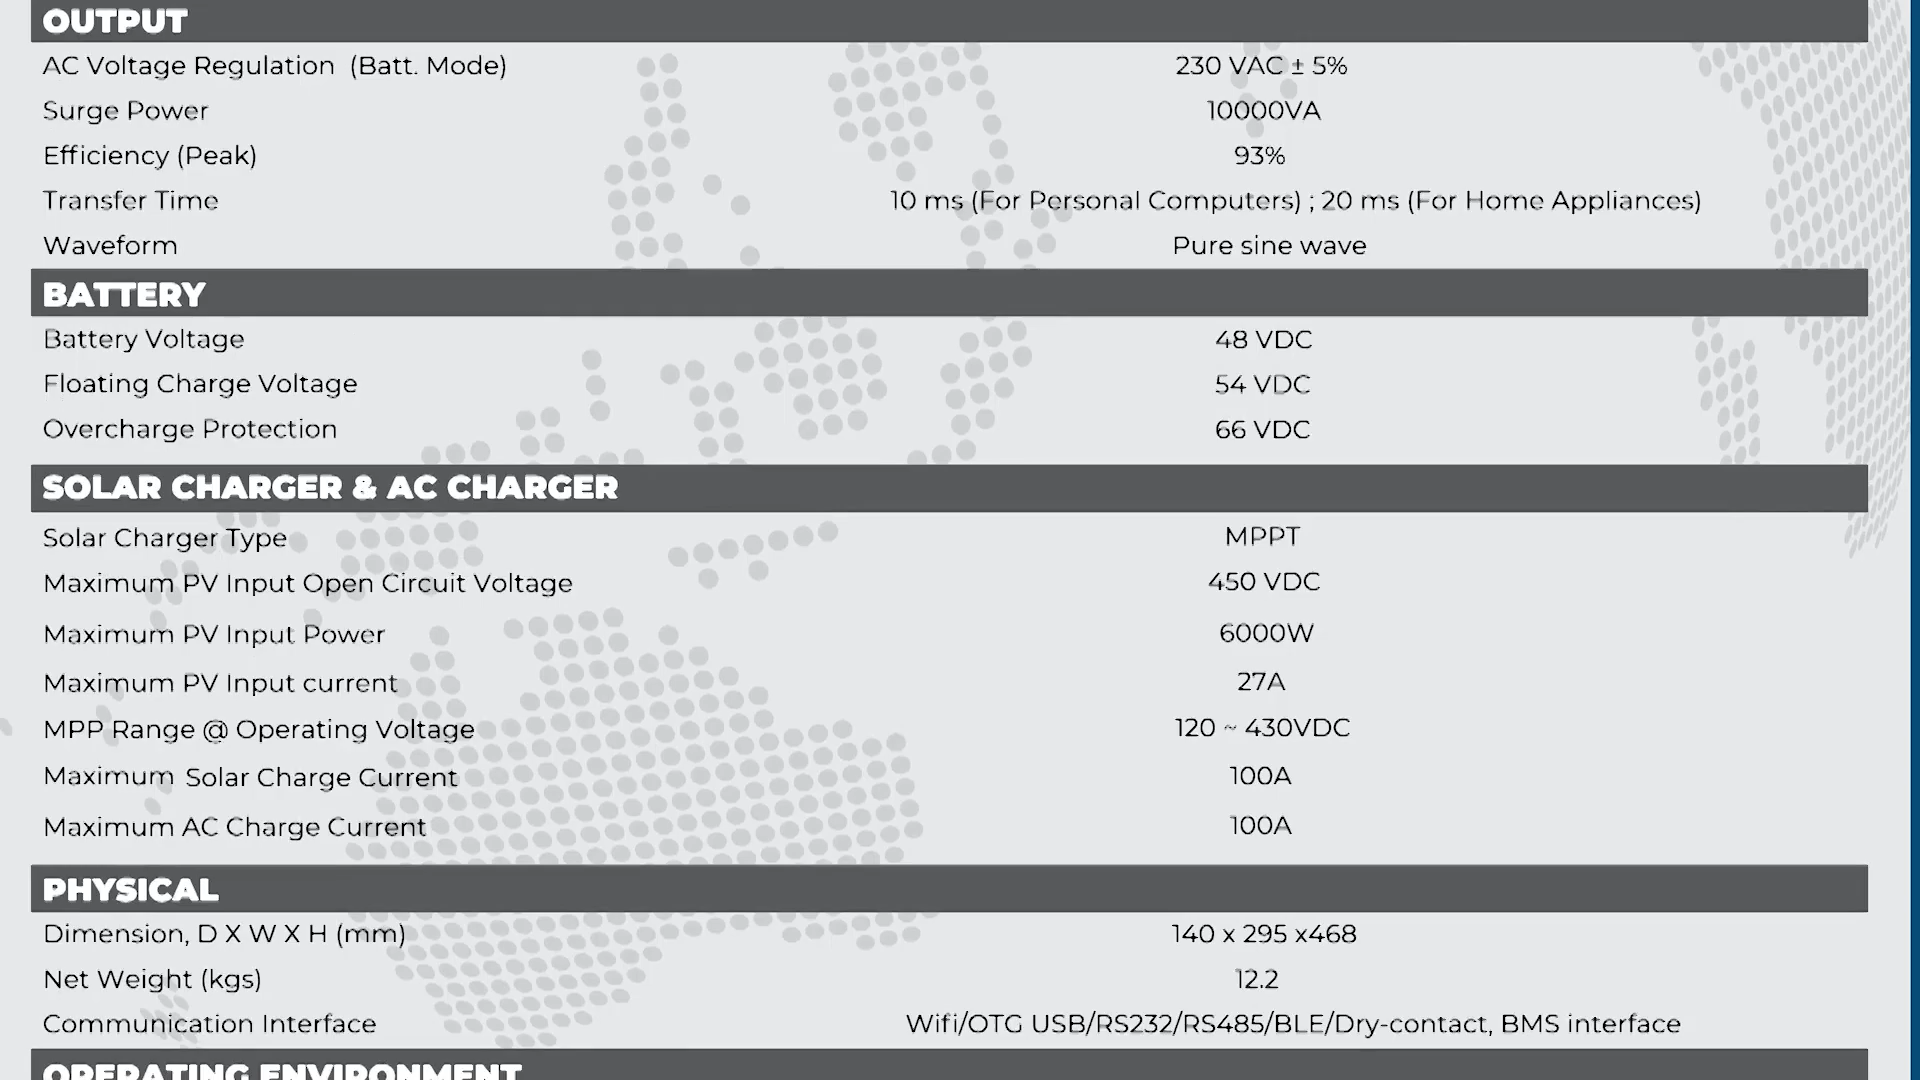 OUTPUT
AC Voltage Regulation (Batt. Mode) 230 VAC ± 5%
Surge Power 10000VA
Efficiency (Peak) 93%
Transfer Time 10 ms (For Personal Computers) ; 20 ms (For Home Appliances)
Waveform Pure sine wave
BATTERY
Battery Voltage 48 VDC
Floating Charge Voltage 54 VDC
Overcharge Protection 66 VDC
SOLAR CHARGER & AC CHARGER
Solar Charger Type MPPT
Maximum PV Input Open Circuit Voltage 450 VDC
Maximum PV Input Power 6000W
Maximum PV Input current 27A
MPP Range @ Operating Voltage 120 ~ 430VDC
Maximum Solar Charge Current 100A
Maximum AC Charge Current 100A
PHYSICAL
Dimension, D X W X H (mm) 140 x 295 x468
Net Weight (kgs) 12.2
Communication Interface Wifi/OTG USB/RS232/RS485/BLE/Dry-contact, BMS interface
OPERATING ENVIRONMENT